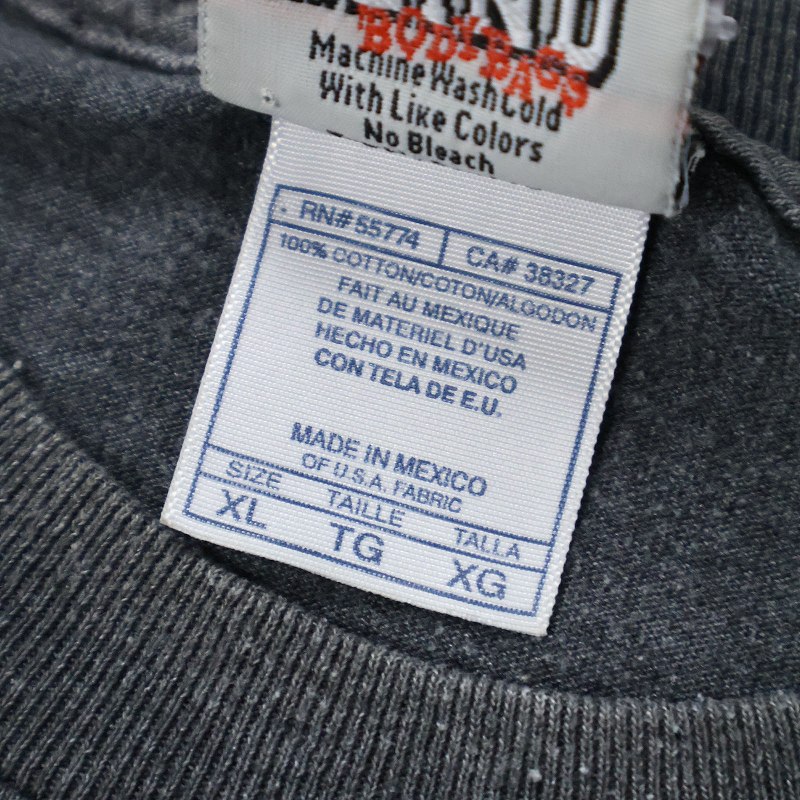 BODYBAGS
Machine Wash Cold
With Like Colors
No Bleach
RN# 55774 CA# 38327
100% COTTON/COTON/ALGODON
FAIT AU MEXIQUE
DE MATERIEL D'USA
HECHO EN MEXICO
CON TELA DE E.U.
MADE IN MEXICO
OF U.S.A. FABRIC
SIZE TAILLE TALLA
XL TG XG